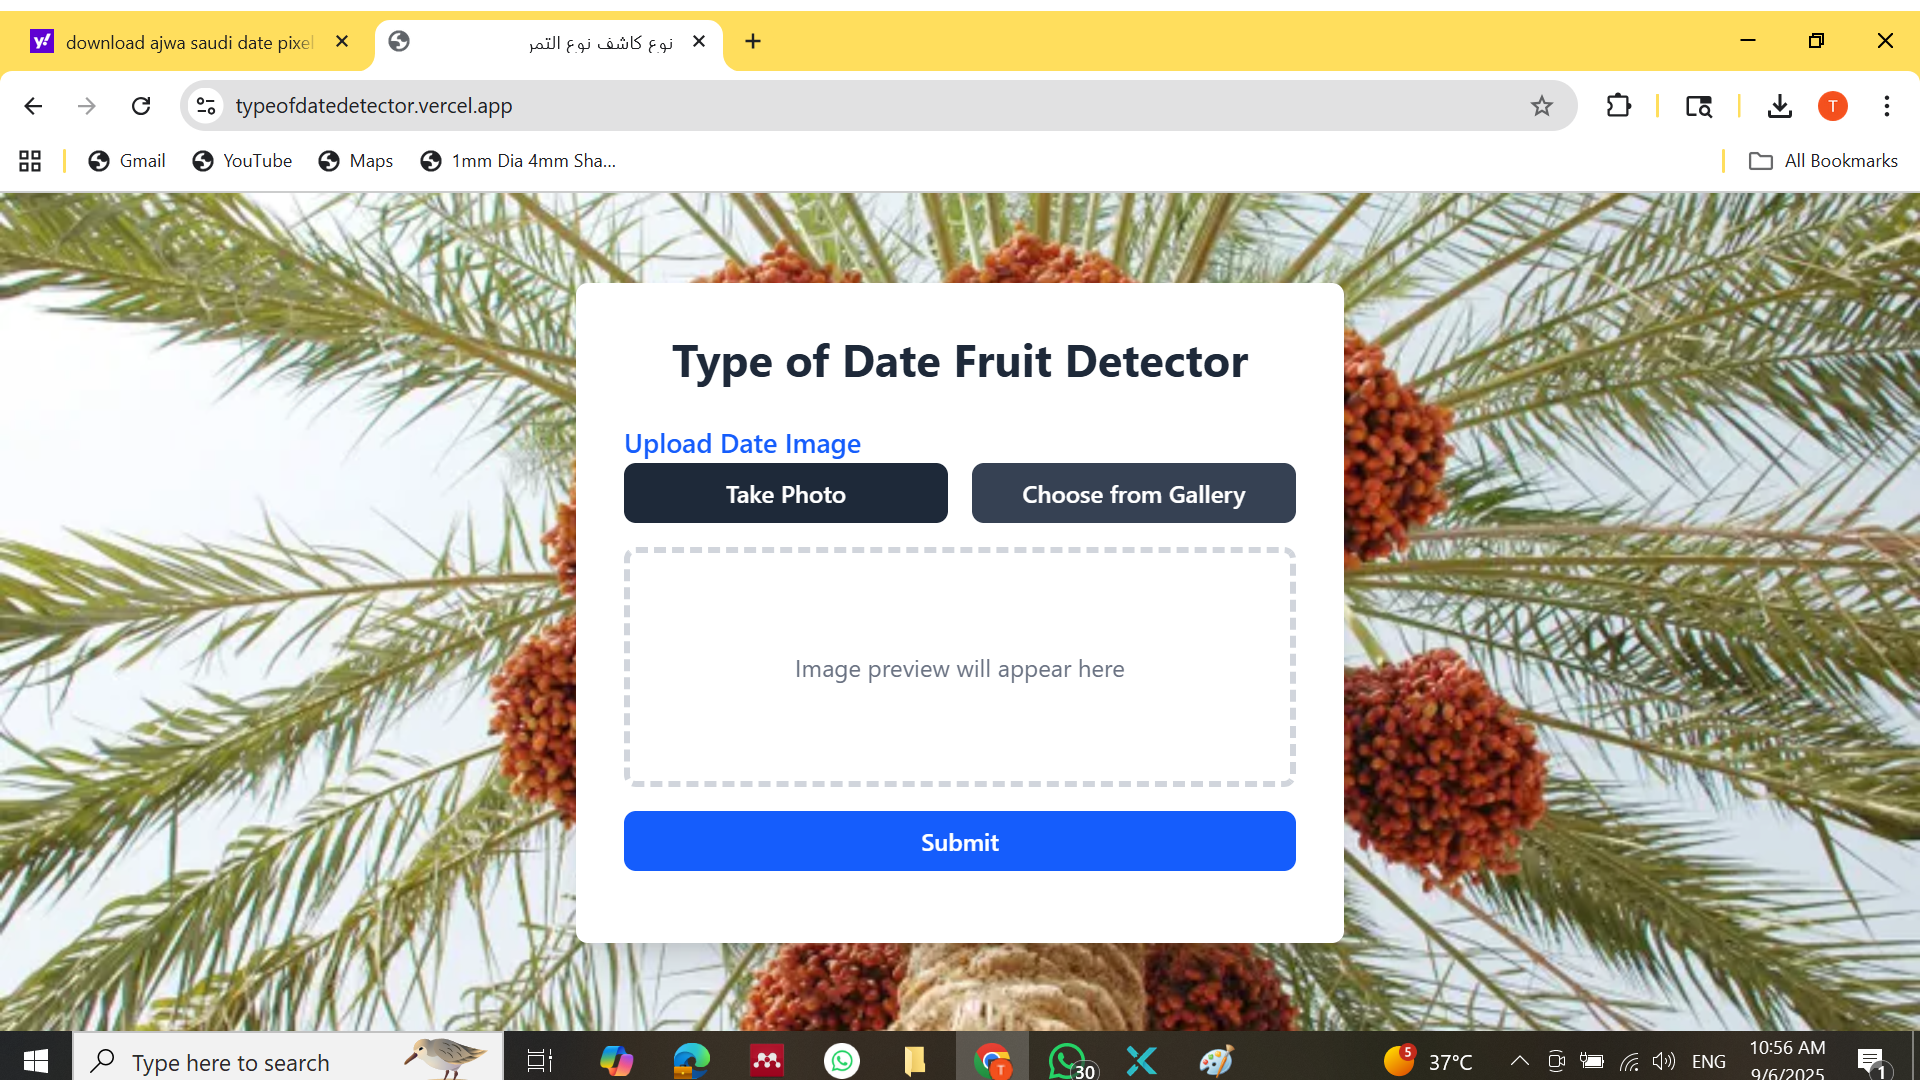 download ajwa saudi date pixel
نوع كاشف نوع التمر
typeofdatedetector.vercel.app
T
Gmail
YouTube
Maps
1mm Dia 4mm Sha...
All Bookmarks
Type of Date Fruit Detector
Upload Date Image
Take Photo
Choose from Gallery
Image preview will appear here
Submit
Type here to search
T
30
5
37°C
ENG
10:56 AM
9/6/2025
1